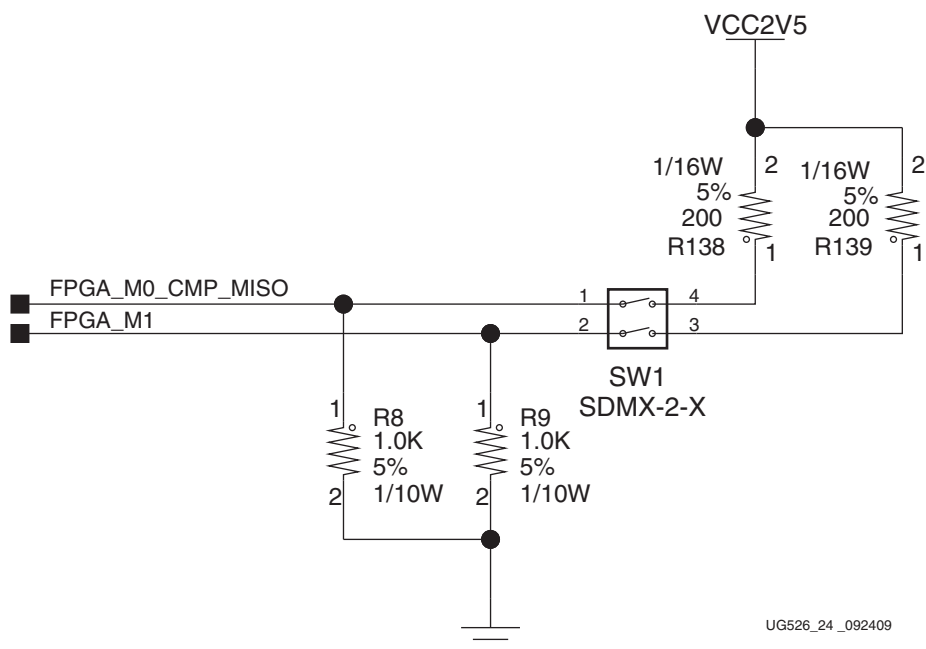 VCC2V5
1/16W
2
5%
200
R138
1
1/16W
2
5%
200
R139
1
FPGA_M0_CMP_MISO
1
4
FPGA_M1
2
3
SW1
SDMX-2-X
1
R8
1.0K
5%
2
1/10W
1
R9
1.0K
5%
2
1/10W
UG526_24 _092409